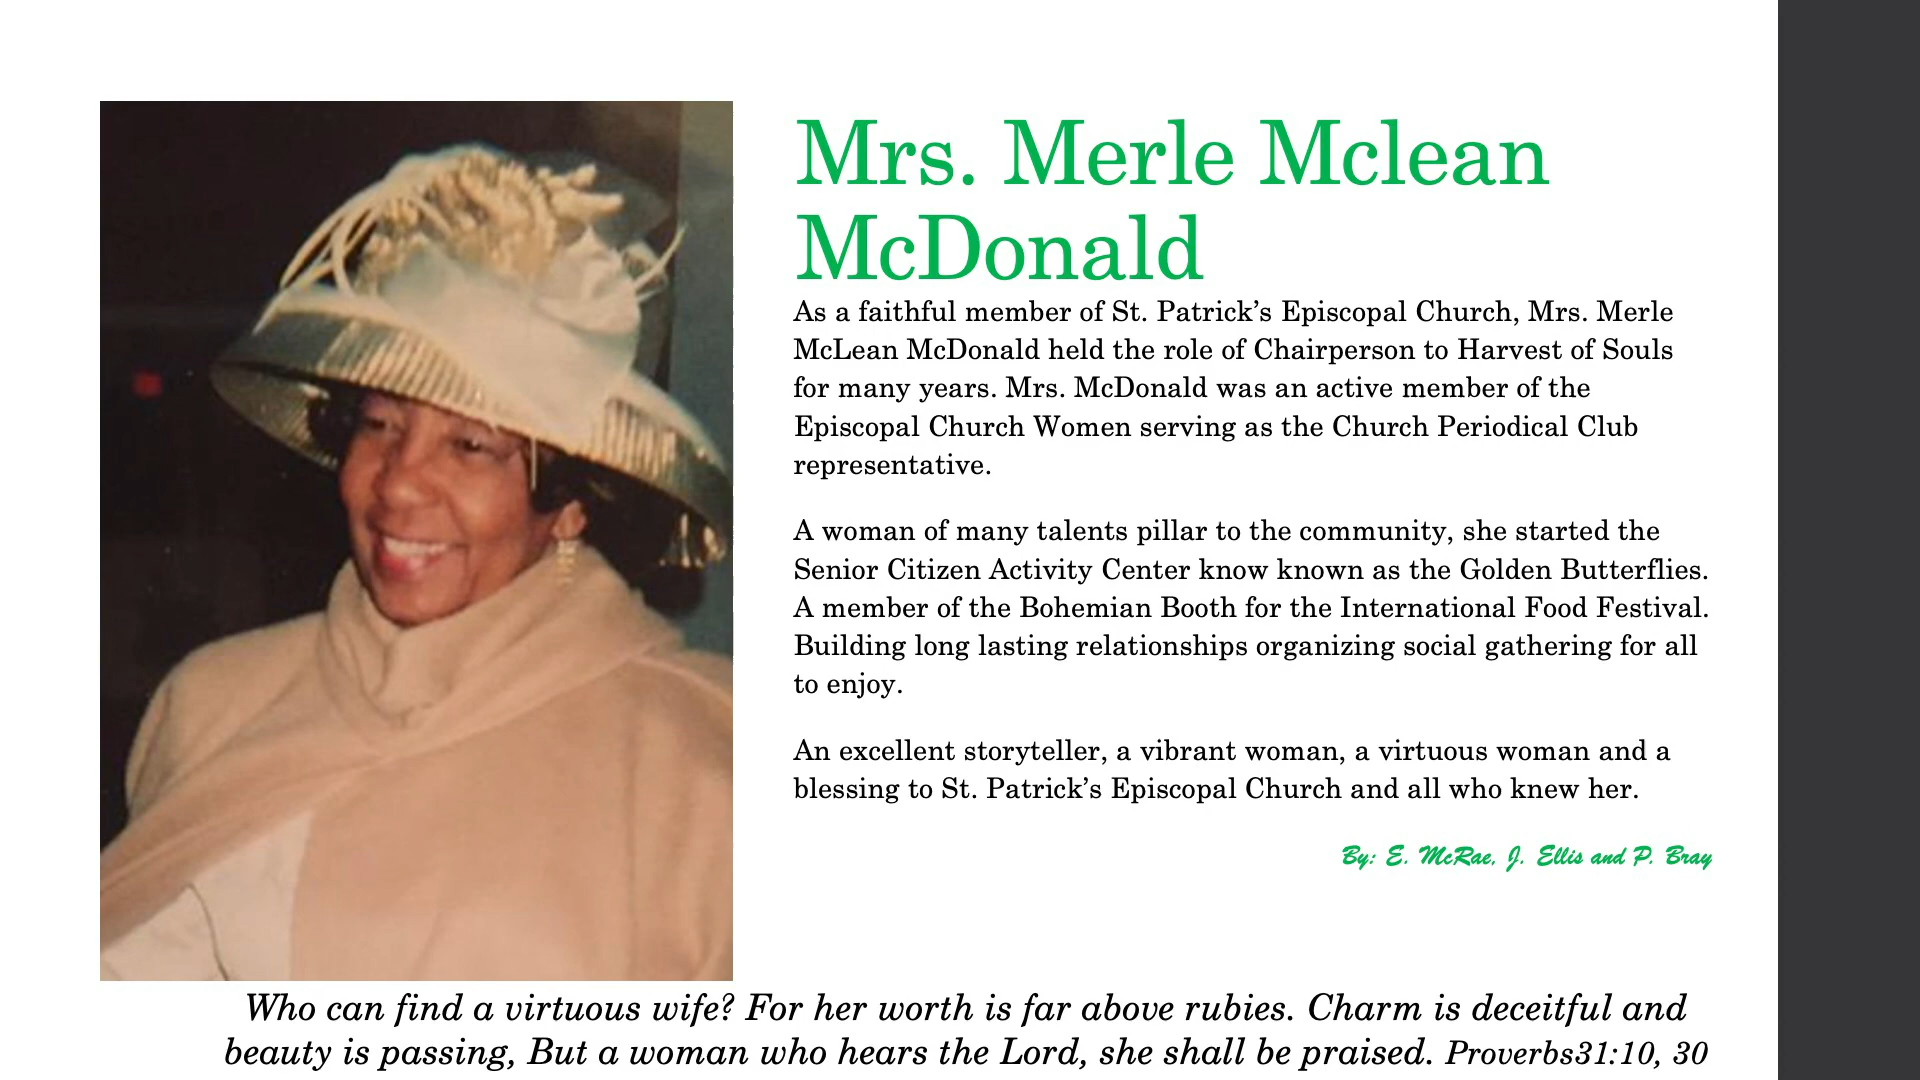 Mrs. Merle Mclean
McDonald
As a faithful member of St. Patrick’s Episcopal Church, Mrs. Merle
McLean McDonald held the role of Chairperson to Harvest of Souls
for many years. Mrs. McDonald was an active member of the
Episcopal Church Women serving as the Church Periodical Club
representative.
A woman of many talents pillar to the community, she started the
Senior Citizen Activity Center know known as the Golden Butterflies.
A member of the Bohemian Booth for the International Food Festival.
Building long lasting relationships organizing social gathering for all
to enjoy.
An excellent storyteller, a vibrant woman, a virtuous woman and a
blessing to St. Patrick’s Episcopal Church and all who knew her.
By: E. McRae, J. Ellis and P. Bray
Who can find a virtuous wife? For her worth is far above rubies. Charm is deceitful and
beauty is passing, But a woman who hears the Lord, she shall be praised. Proverbs31:10, 30